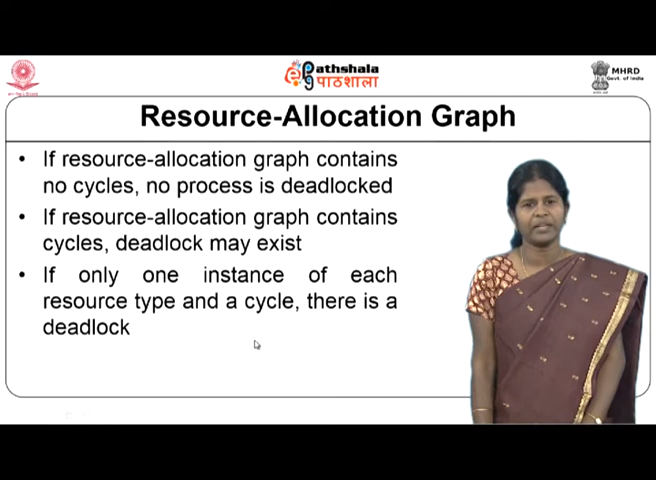 ePathshala
पाठशाला
MHRD
Govt. of India
Resource-Allocation Graph
• If resource-allocation graph contains
no cycles, no process is deadlocked
• If resource-allocation graph contains
cycles, deadlock may exist
• If only one instance of each
resource type and a cycle, there is a
deadlock